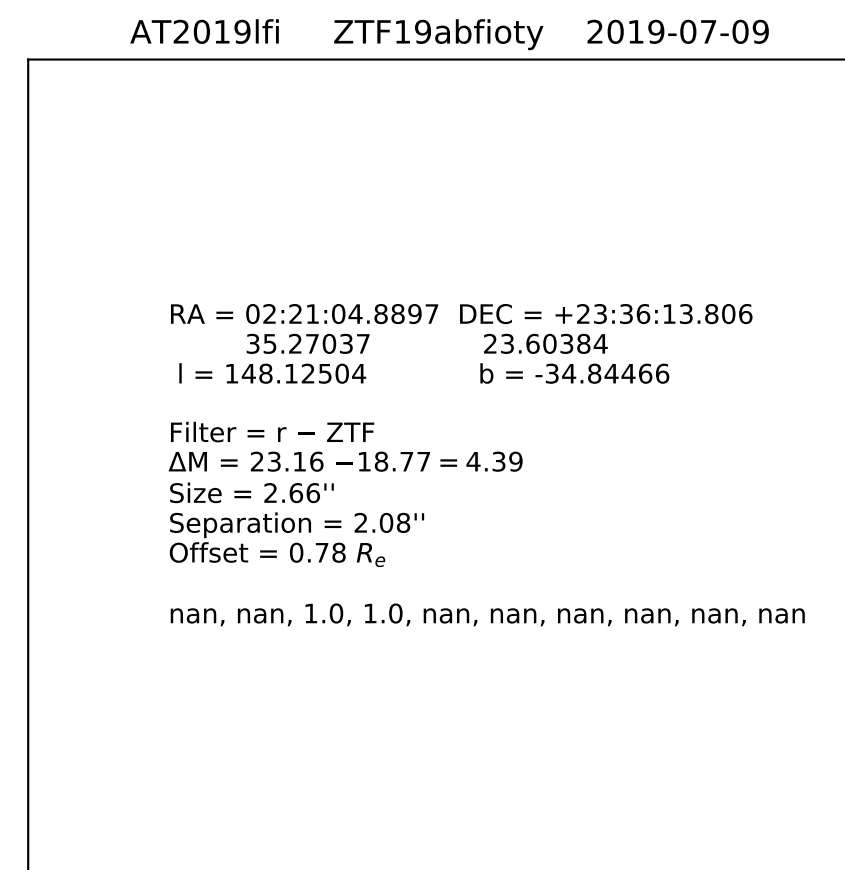 AT2019lfi ZTF19abfioty 2019-07-09
RA = 02:21:04.8897 DEC = +23:36:13.806
35.27037 23.60384
l = 148.12504 b = -34.84466
Filter = r − ZTF
ΔM = 23.16 −18.77 = 4.39
Size = 2.66''
Separation = 2.08''
Offset = 0.78 Re
nan, nan, 1.0, 1.0, nan, nan, nan, nan, nan, nan